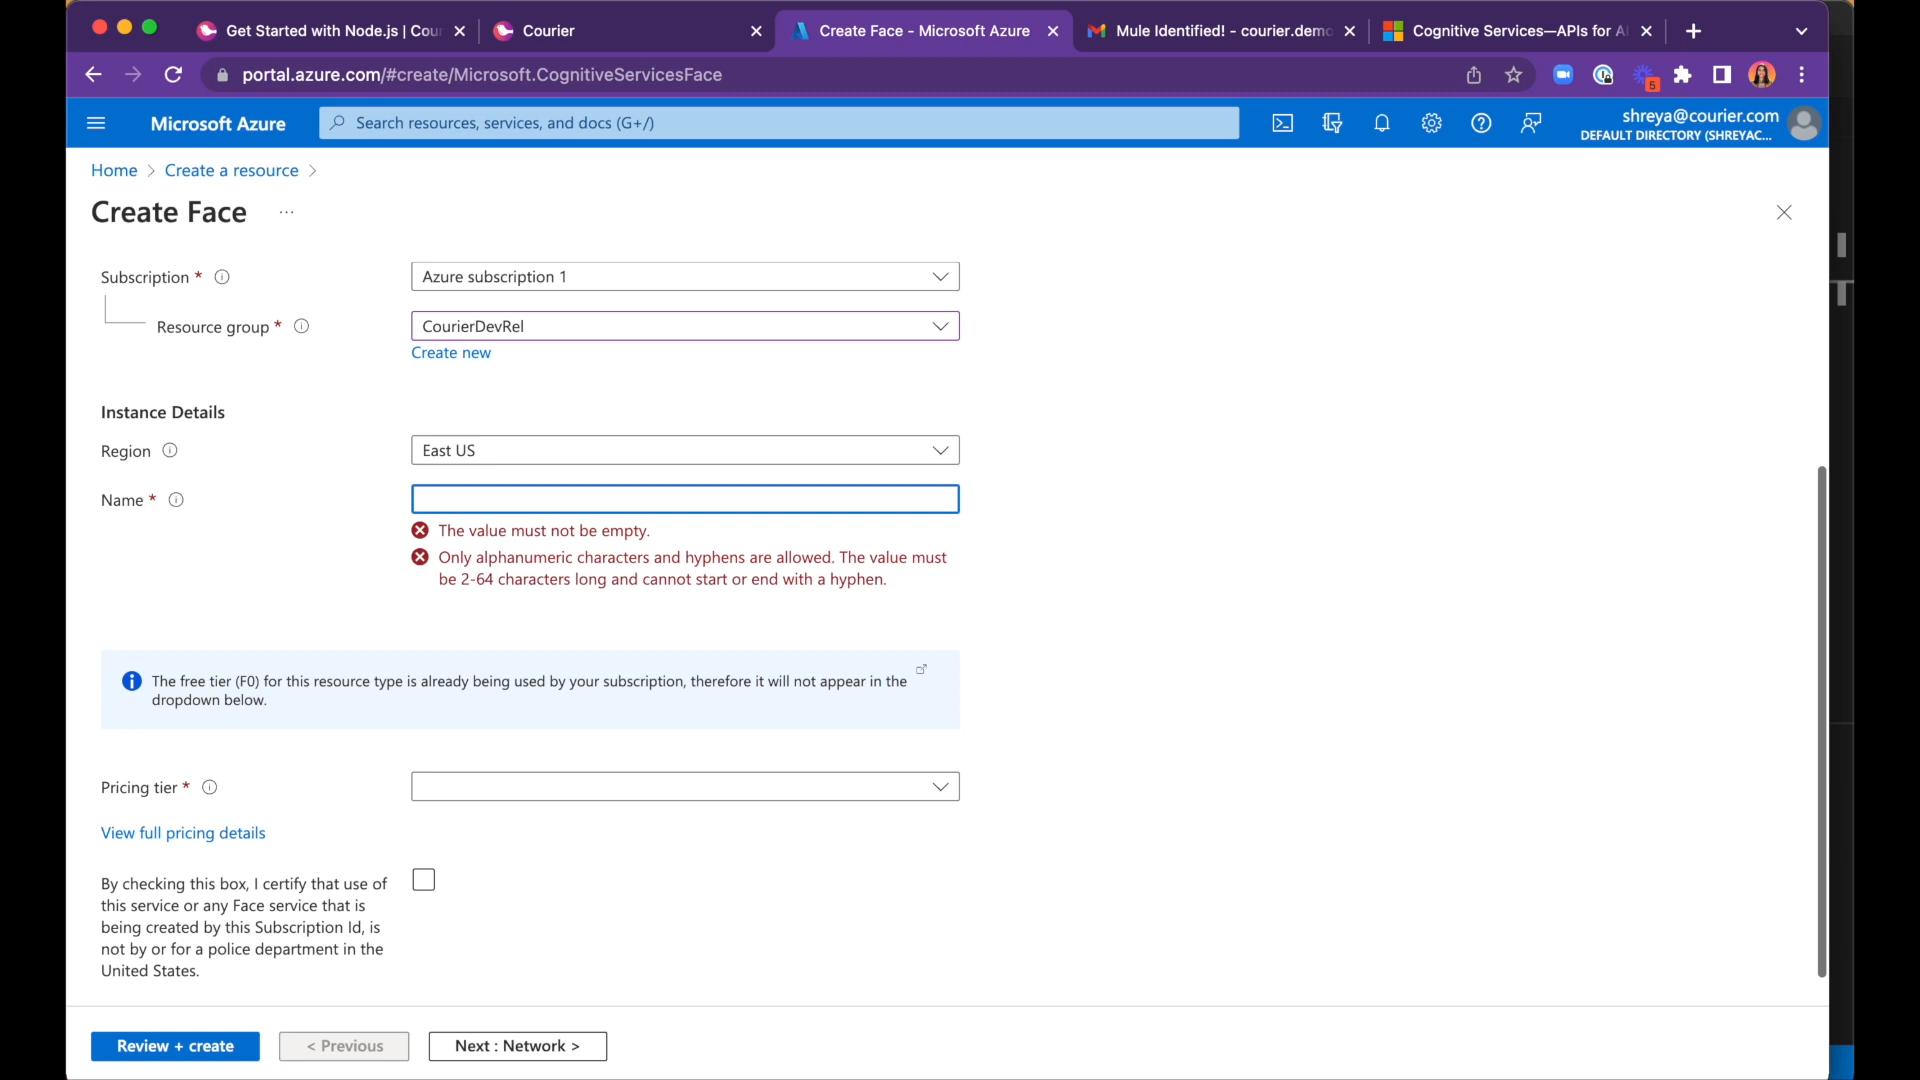 Get Started with Node.js | Cour
Courier
Create Face - Microsoft Azure
Mule Identified! - courier.demo
Cognitive Services—APIs for AI
portal.azure.com/#create/Microsoft.CognitiveServicesFace
5
Microsoft Azure
Search resources, services, and docs (G+/)
shreya@courier.com
DEFAULT DIRECTORY (SHREYAC...
Home > Create a resource >
Create Face ...
Subscription *
Azure subscription 1
Resource group *
CourierDevRel
Create new
Instance Details
Region
East US
Name *
The value must not be empty.
Only alphanumeric characters and hyphens are allowed. The value must
be 2-64 characters long and cannot start or end with a hyphen.
The free tier (F0) for this resource type is already being used by your subscription, therefore it will not appear in the
dropdown below.
Pricing tier *
View full pricing details
By checking this box, I certify that use of
this service or any Face service that is
being created by this Subscription Id, is
not by or for a police department in the
United States.
Review + create
< Previous
Next : Network >